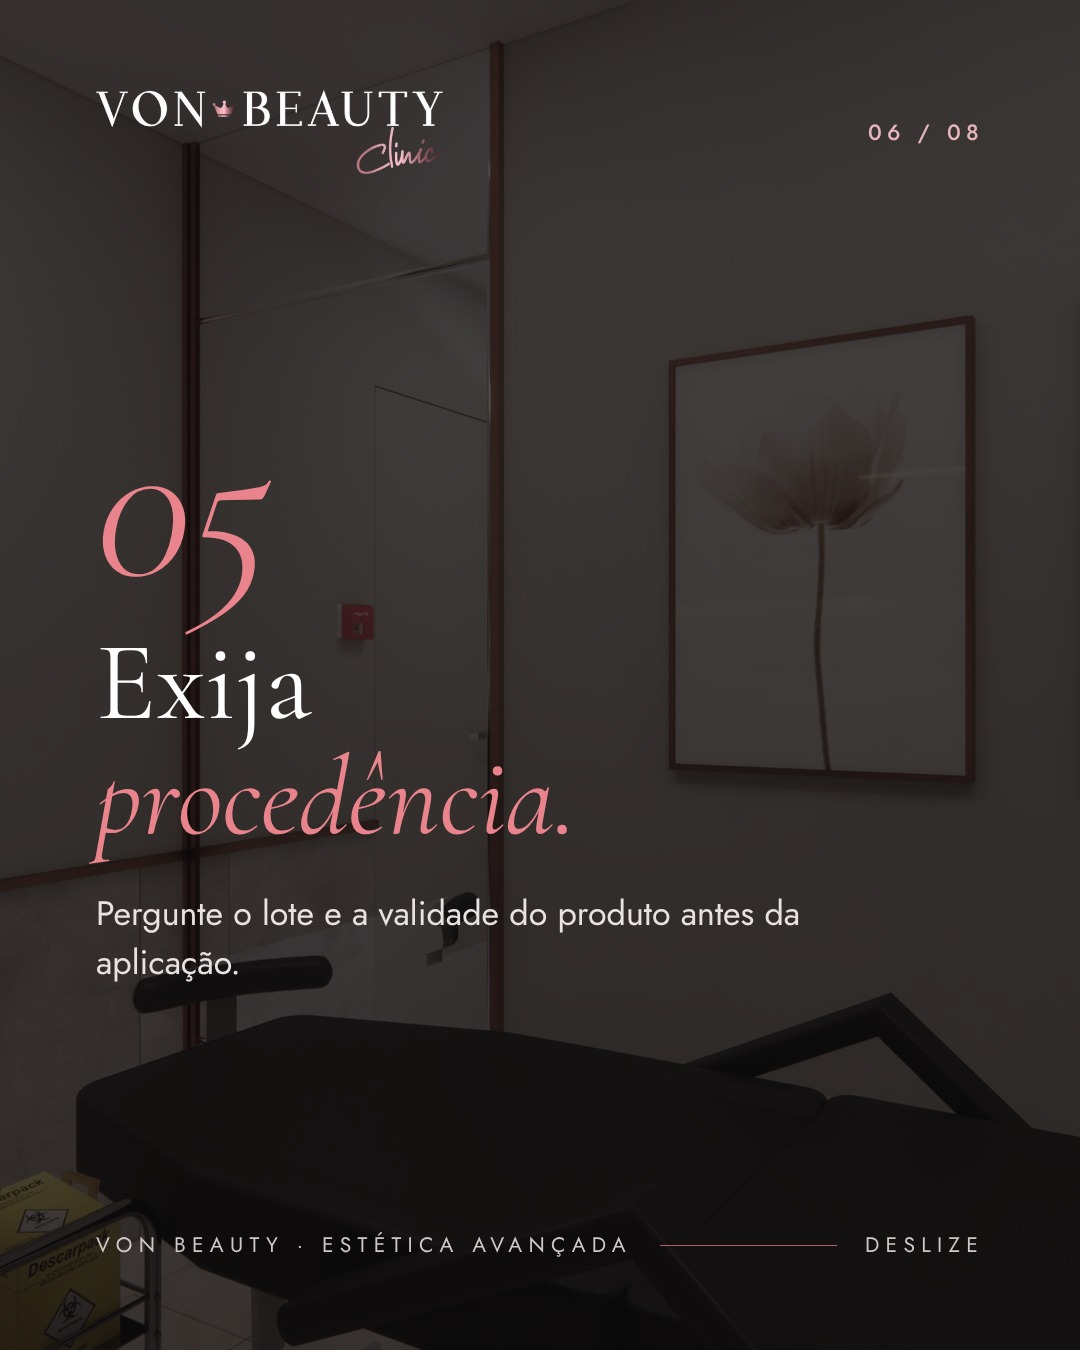 VON BEAUTY
Clinic
06 / 08
05
Exija
procedência.
Pergunte o lote e a validade do produto antes da
aplicação.
Descarpack
VON BEAUTY · ESTÉTICA AVANÇADA
DESLIZE